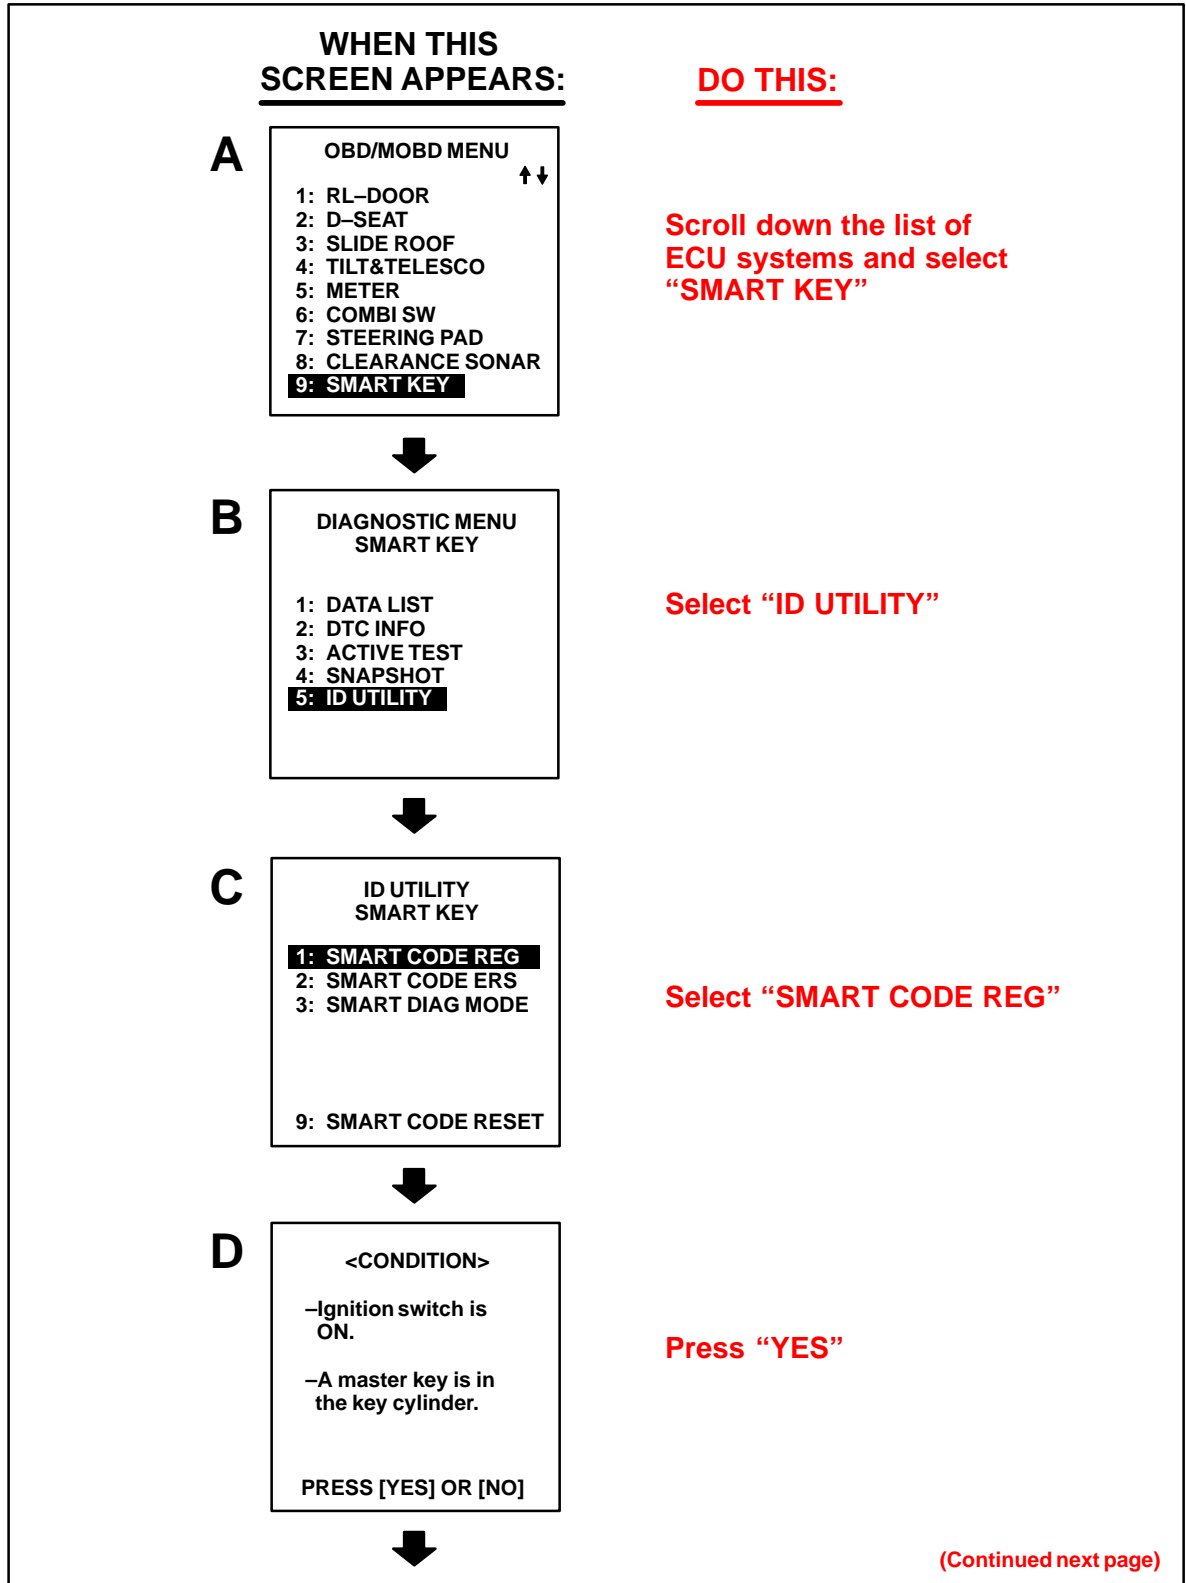 WHEN THIS
SCREEN APPEARS:
DO THIS:
A
OBD/MOBD MENU
↑↓
1: RL–DOOR
2: D–SEAT
3: SLIDE ROOF
4: TILT&TELESCO
5: METER
6: COMBI SW
7: STEERING PAD
8: CLEARANCE SONAR
9: SMART KEY
Scroll down the list of
ECU systems and select
“SMART KEY”
B
DIAGNOSTIC MENU
SMART KEY
1: DATA LIST
2: DTC INFO
3: ACTIVE TEST
4: SNAPSHOT
5: ID UTILITY
Select “ID UTILITY”
C
ID UTILITY
SMART KEY
1: SMART CODE REG
2: SMART CODE ERS
3: SMART DIAG MODE
9: SMART CODE RESET
Select “SMART CODE REG”
D
<CONDITION>
–Ignition switch is
ON.
–A master key is in
the key cylinder.
PRESS [YES] OR [NO]
Press “YES”
(Continued next page)